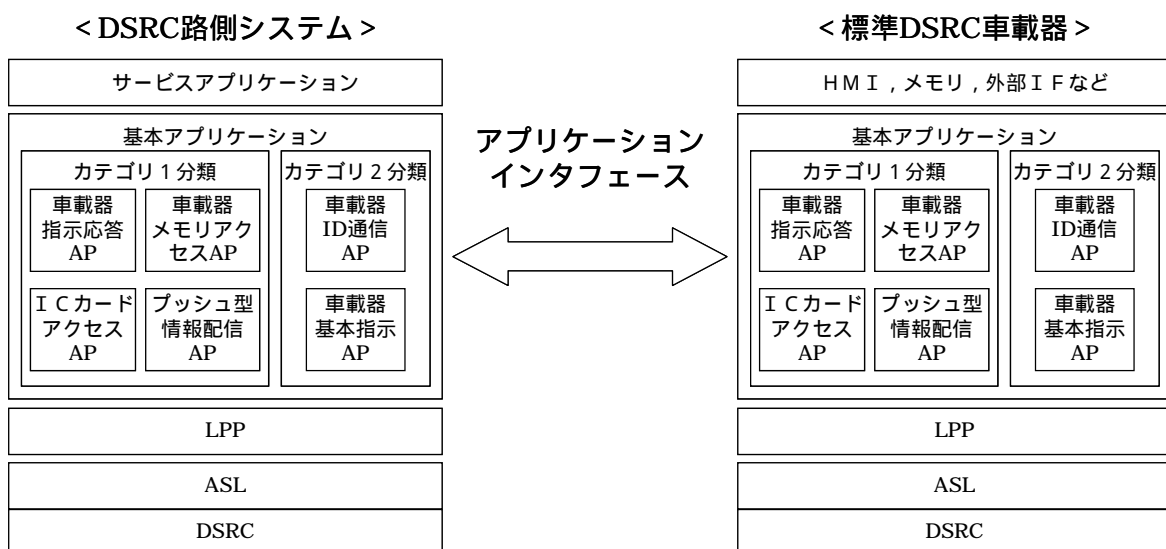 <DSRC路側システム>
サービスアプリケーション
基本アプリケーション
カテゴリ1分類
車載器
指示応答
AP
車載器
メモリアク
セスAP
ICカード
アクセス
AP
プッシュ型
情報配信
AP
カテゴリ2分類
車載器
ID通信
AP
車載器
基本指示
AP
LPP
ASL
DSRC
アプリケーション
インタフェース
<標準DSRC車載器>
HMI,メモリ,外部IFなど
基本アプリケーション
カテゴリ1分類
車載器
指示応答
AP
車載器
メモリアク
セスAP
ICカード
アクセス
AP
プッシュ型
情報配信
AP
カテゴリ2分類
車載器
ID通信
AP
車載器
基本指示
AP
LPP
ASL
DSRC